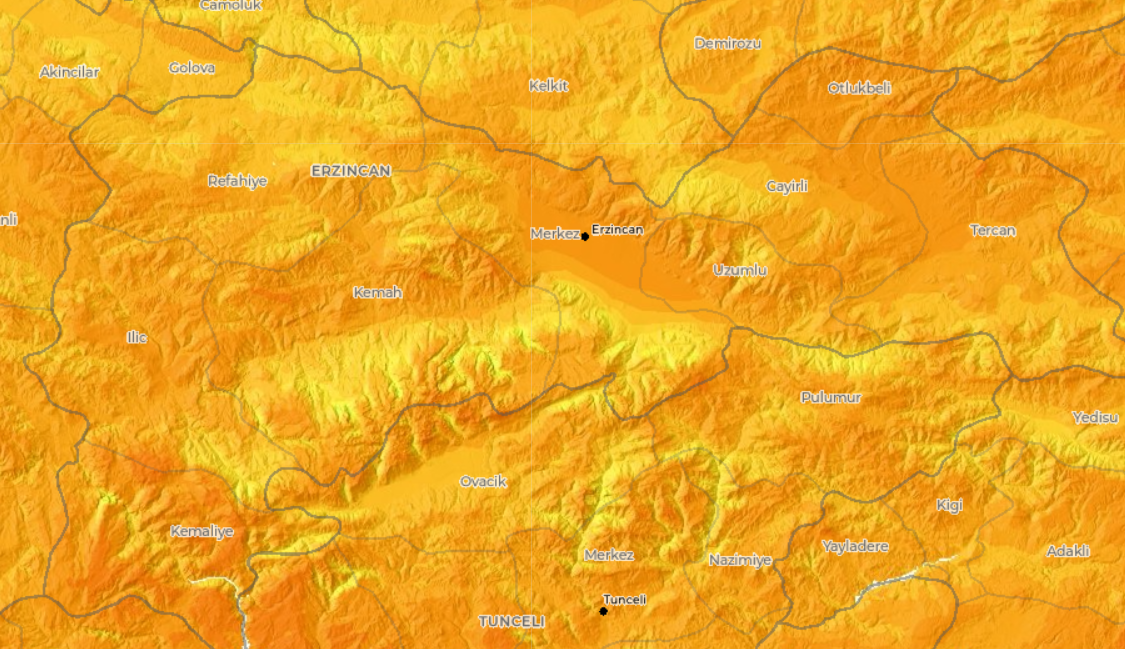 Camoluk
Demirozu
Akincilar
Golova
Kelkit
Otlukbeli
ERZINCAN
Refahiye
Cayirli
nli
Merkez
Erzincan
Tercan
Uzumlu
Kemah
Ilic
Pulumur
Yedisu
Ovacik
Kigi
Kemaliye
Merkez
Nazimiye
Yayladere
Adakli
Tunceli
TUNCELI